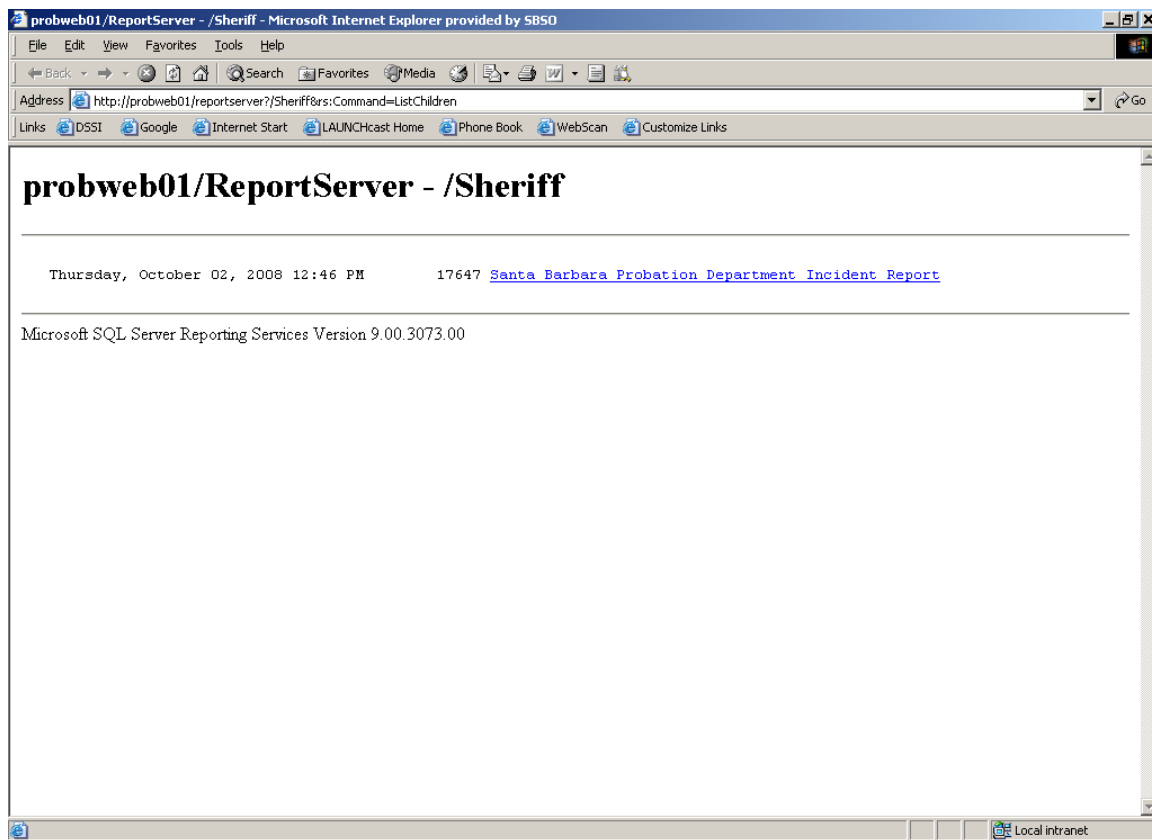 probweb01/ReportServer - /Sheriff - Microsoft Internet Explorer provided by SBSO
File Edit View Favorites Tools Help
Back Search Favorites Media
Address http://probweb01/reportserver?/Sheriff&rs:Command=ListChildren Go
Links DSSI Google Internet Start LAUNCHcast Home Phone Book WebScan Customize Links
probweb01/ReportServer - /Sheriff
Thursday, October 02, 2008 12:46 PM 17647 Santa Barbara Probation Department Incident Report
Microsoft SQL Server Reporting Services Version 9.00.3073.00
Local intranet